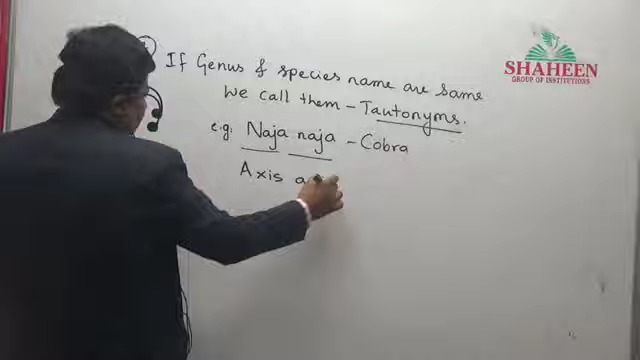 If Genus & species name are same
We call them – Tautonyms.
e.g: Naja naja – Cobra
Axis a
SHAHEEN
GROUP OF INSTITUTIONS